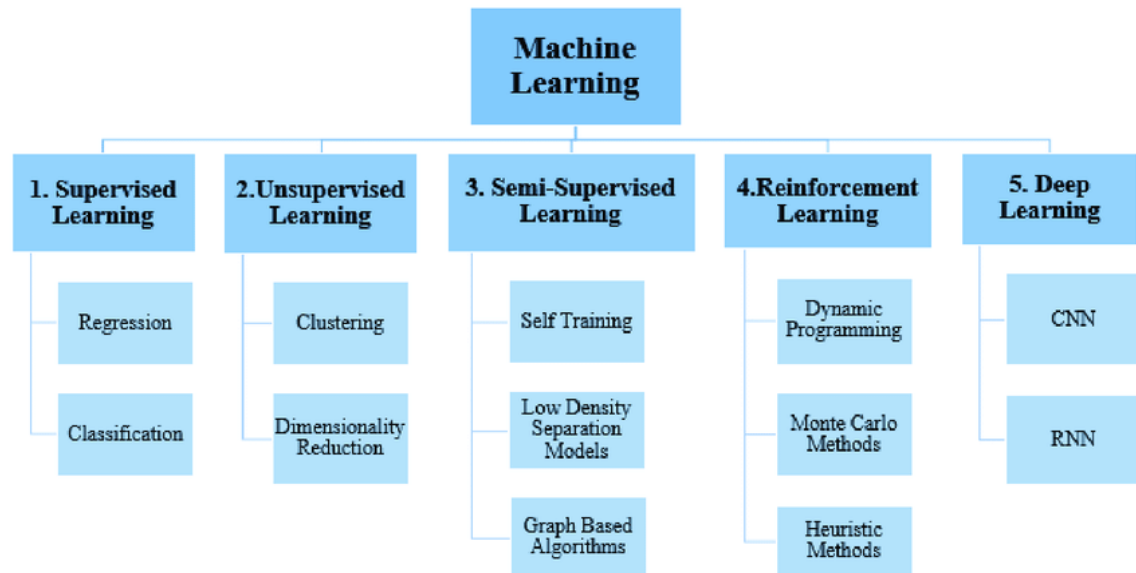 Machine
Learning
1. Supervised
Learning
2.Unsupervised
Learning
3. Semi-Supervised
Learning
4.Reinforcement
Learning
5. Deep
Learning
Regression
Classification
Clustering
Dimensionality
Reduction
Self Training
Low Density
Separation
Models
Graph Based
Algorithms
Dynamic
Programming
Monte Carlo
Methods
Heuristic
Methods
CNN
RNN